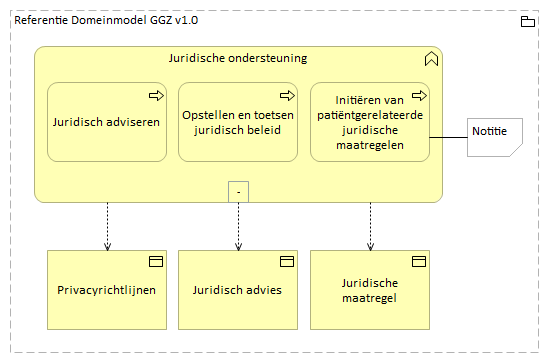 Referentie Domeinmodel GGZ v1.0
Juridische ondersteuning
Juridisch adviseren
Opstellen en toetsen
juridisch beleid
Initiëren van
patiëntgerelateerde
juridische
maatregelen
Notitie
-
Privacyrichtlijnen
Juridisch advies
Juridische
maatregel